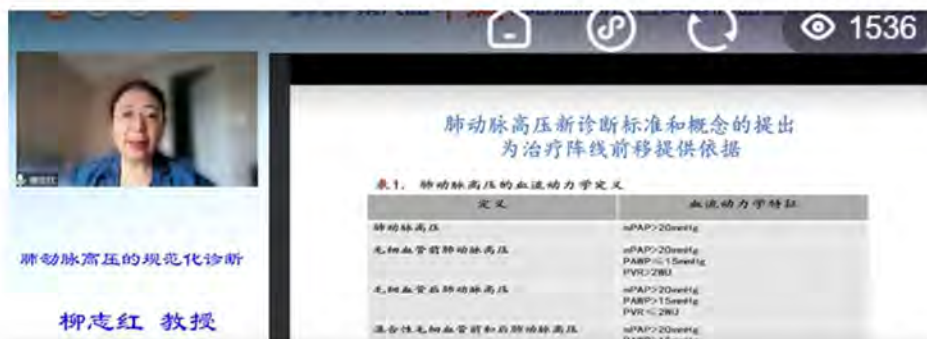 1536
肺动脉高压新诊断标准和概念的提出
为治疗阵线前移提供依据
表1. 肺动脉高压的血流动力学定义
定义 血流动力学特征
肺动脉高压 mPAP>20mmHg
毛细血管前肺动脉高压 mPAP>20mmHg
PAWP≤15mmHg
PVR>2WU
毛细血管后肺动脉高压 mPAP>20mmHg
PAWP>15mmHg
PVR≤2WU
混合性毛细血管前和后肺动脉高压 mPAP>20mmHg
肺动脉高压的规范化诊断
柳志红 教授